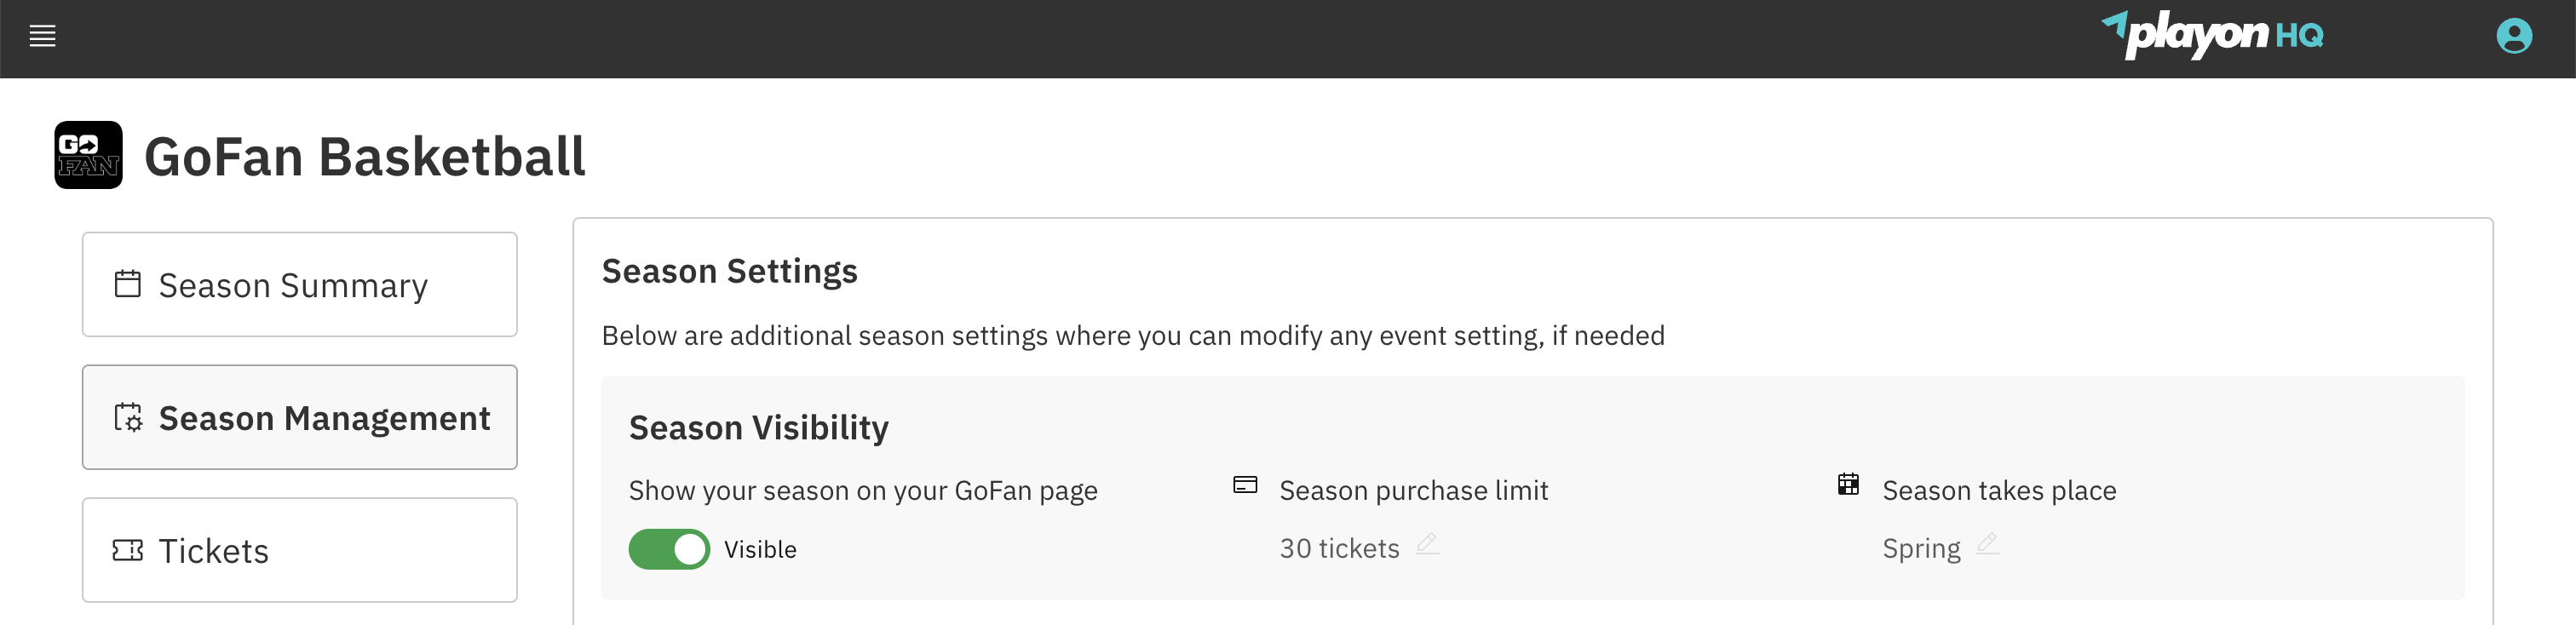 playon HQ
GO FAN
GoFan Basketball
Season Summary
Season Management
Tickets
Season Settings
Below are additional season settings where you can modify any event setting, if needed
Season Visibility
Show your season on your GoFan page
Visible
Season purchase limit
30 tickets
Season takes place
Spring